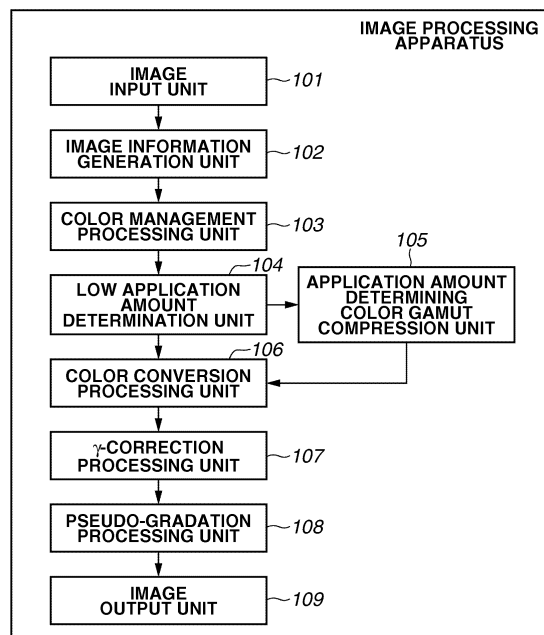 IMAGE PROCESSING
APPARATUS
IMAGE
INPUT UNIT
101
IMAGE INFORMATION
GENERATION UNIT
102
COLOR MANAGEMENT
PROCESSING UNIT
103
104
LOW APPLICATION
AMOUNT
DETERMINATION UNIT
105
APPLICATION AMOUNT
DETERMINING
COLOR GAMUT
COMPRESSION UNIT
106
COLOR CONVERSION
PROCESSING UNIT
γ-CORRECTION
PROCESSING UNIT
107
PSEUDO-GRADATION
PROCESSING UNIT
108
IMAGE
OUTPUT UNIT
109